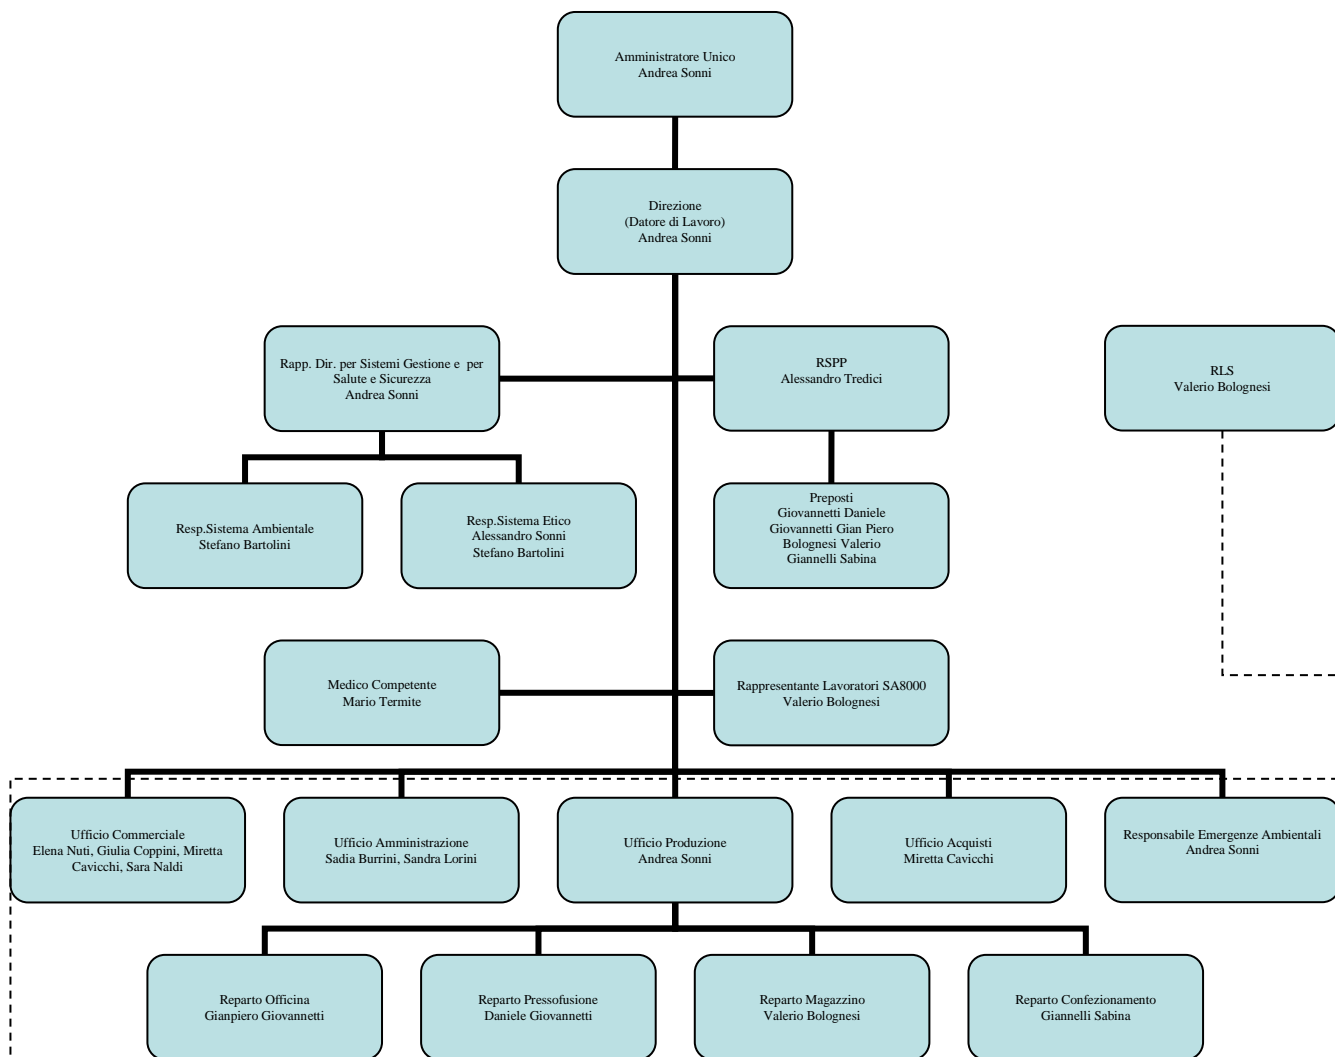 Amministratore Unico
Andrea Sonni
Direzione
(Datore di Lavoro)
Andrea Sonni
Rapp. Dir. per Sistemi Gestione e per
Salute e Sicurezza
Andrea Sonni
RSPP
Alessandro Tredici
RLS
Valerio Bolognesi
Resp.Sistema Ambientale
Stefano Bartolini
Resp.Sistema Etico
Alessandro Sonni
Stefano Bartolini
Preposti
Giovannetti Daniele
Giovannetti Gian Piero
Bolognesi Valerio
Giannelli Sabina
Medico Competente
Mario Termite
Rappresentante Lavoratori SA8000
Valerio Bolognesi
Ufficio Commerciale
Elena Nuti, Giulia Coppini, Miretta
Cavicchi, Sara Naldi
Ufficio Amministrazione
Sadia Burrini, Sandra Lorini
Ufficio Produzione
Andrea Sonni
Ufficio Acquisti
Miretta Cavicchi
Responsabile Emergenze Ambientali
Andrea Sonni
Reparto Officina
Gianpiero Giovannetti
Reparto Pressofusione
Daniele Giovannetti
Reparto Magazzino
Valerio Bolognesi
Reparto Confezionamento
Giannelli Sabina